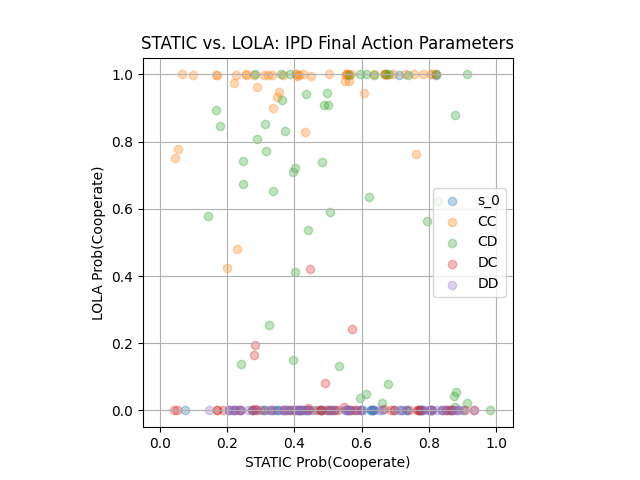 STATIC vs. LOLA: IPD Final Action Parameters
1.0
0.8
0.6
0.4
0.2
0.0
LOLA Prob(Cooperate)
s_0
CC
CD
DC
DD
0.0 0.2 0.4 0.6 0.8 1.0
STATIC Prob(Cooperate)